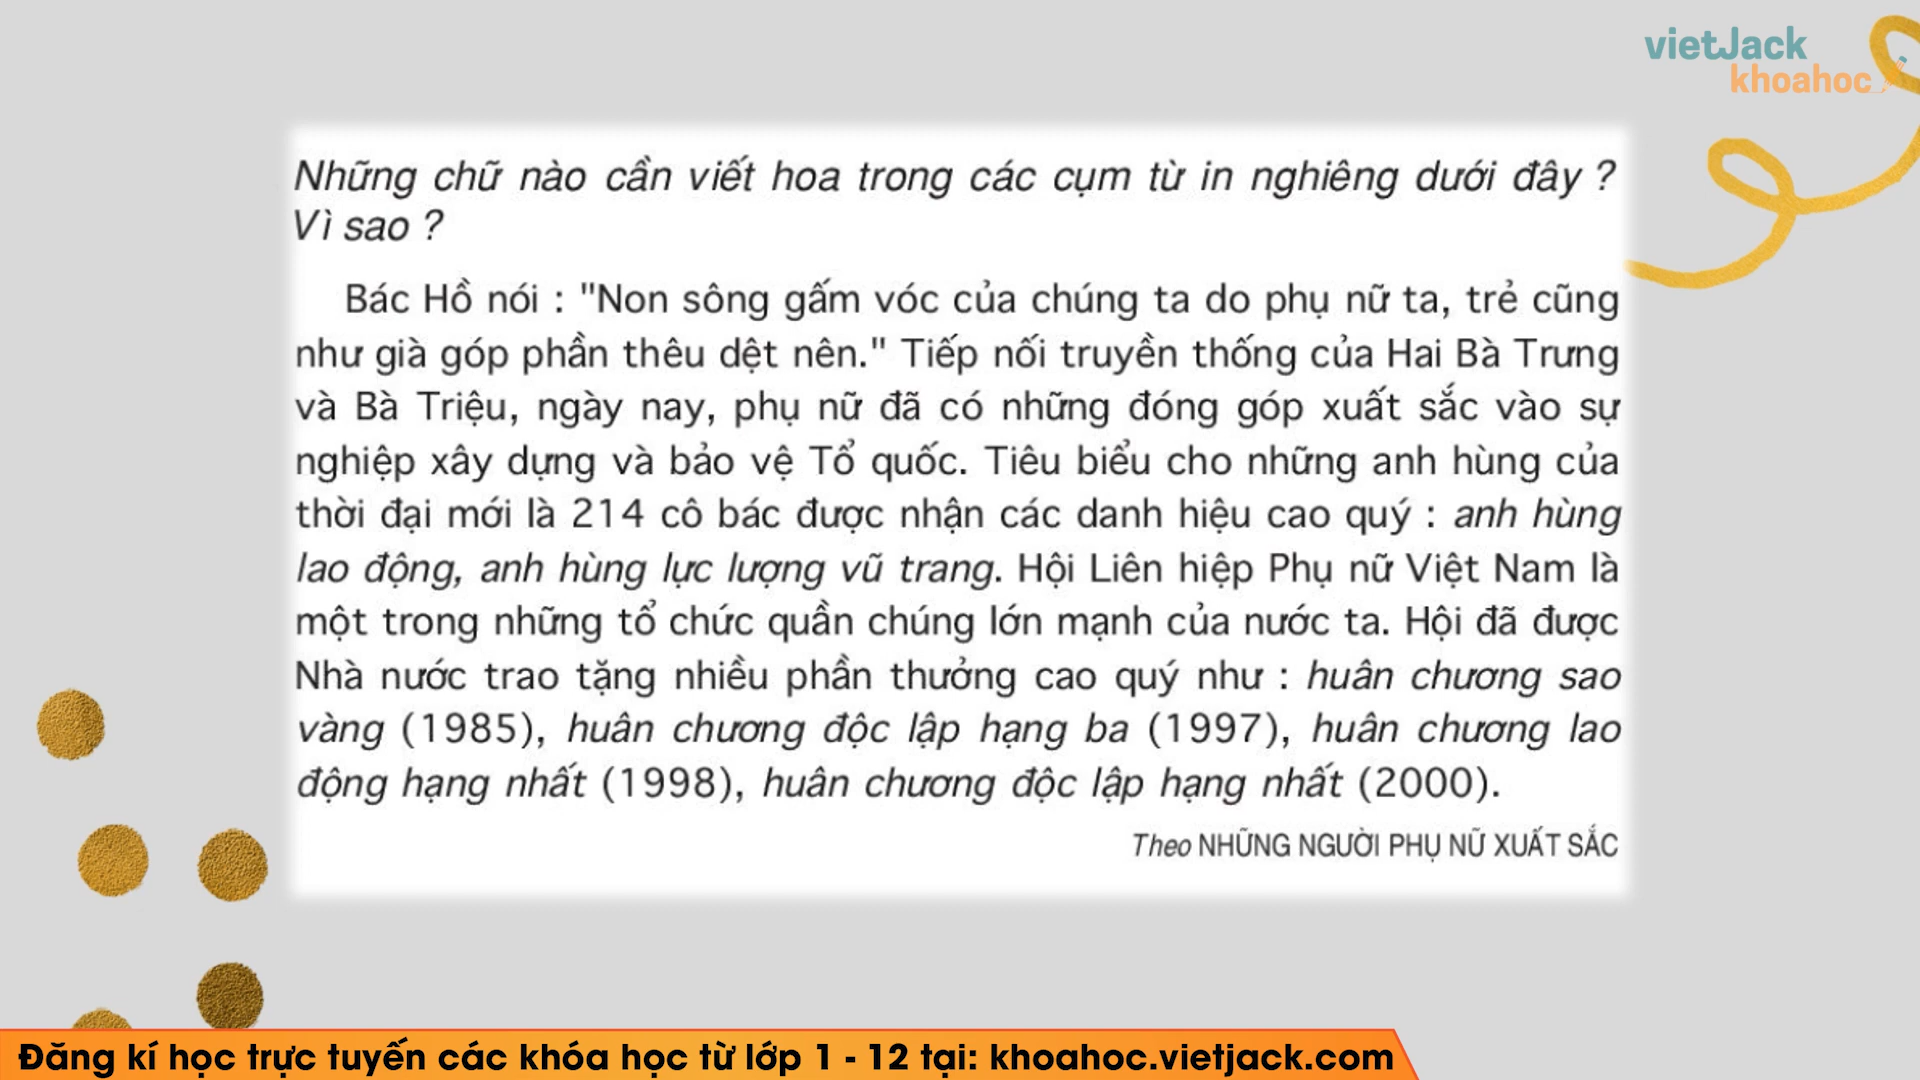 vietJack
khoahoc
Những chữ nào cần viết hoa trong các cụm từ in nghiêng dưới đây ?
Vì sao ?
Bác Hồ nói : "Non sông gấm vóc của chúng ta do phụ nữ ta, trẻ cũng
như già góp phần thêu dệt nên." Tiếp nối truyền thống của Hai Bà Trưng
và Bà Triệu, ngày nay, phụ nữ đã có những đóng góp xuất sắc vào sự
nghiệp xây dựng và bảo vệ Tổ quốc. Tiêu biểu cho những anh hùng của
thời đại mới là 214 cô bác được nhận các danh hiệu cao quý : anh hùng
lao động, anh hùng lực lượng vũ trang. Hội Liên hiệp Phụ nữ Việt Nam là
một trong những tổ chức quần chúng lớn mạnh của nước ta. Hội đã được
Nhà nước trao tặng nhiều phần thưởng cao quý như : huân chương sao
vàng (1985), huân chương độc lập hạng ba (1997), huân chương lao
động hạng nhất (1998), huân chương độc lập hạng nhất (2000).
Theo NHỮNG NGƯỜI PHỤ NỮ XUẤT SẮC
Đăng kí học trực tuyến các khóa học từ lớp 1 - 12 tại: khoahoc.vietjack.com